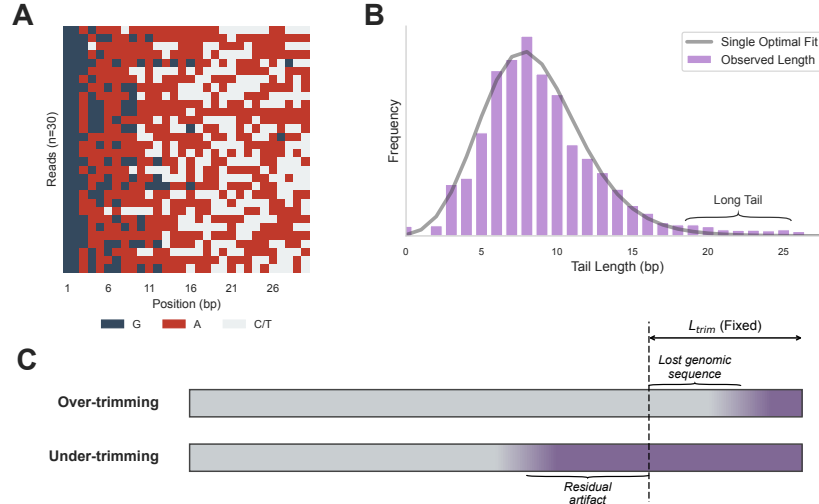 A
Reads (n=30)
1 6 11 16 21 26
Position (bp)
G A C/T
B
Frequency
Single Optimal Fit
Observed Length
Long Tail
0 5 10 15 20 25
Tail Length (bp)
C
L_trim (Fixed)
Lost genomic
sequence
Over-trimming
Under-trimming
Residual
artifact